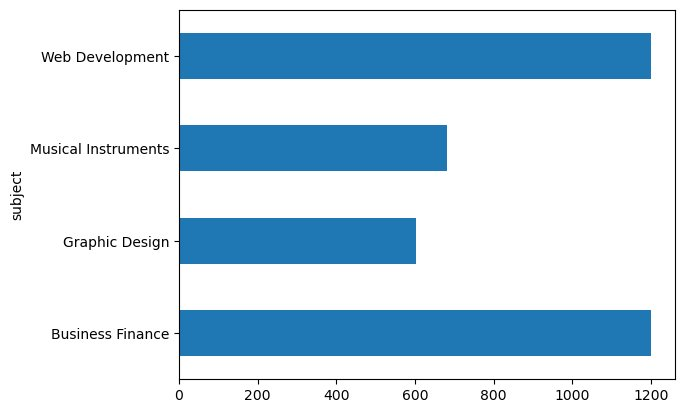 Web Development
Musical Instruments
subject
Graphic Design
Business Finance
0 200 400 600 800 1000 1200